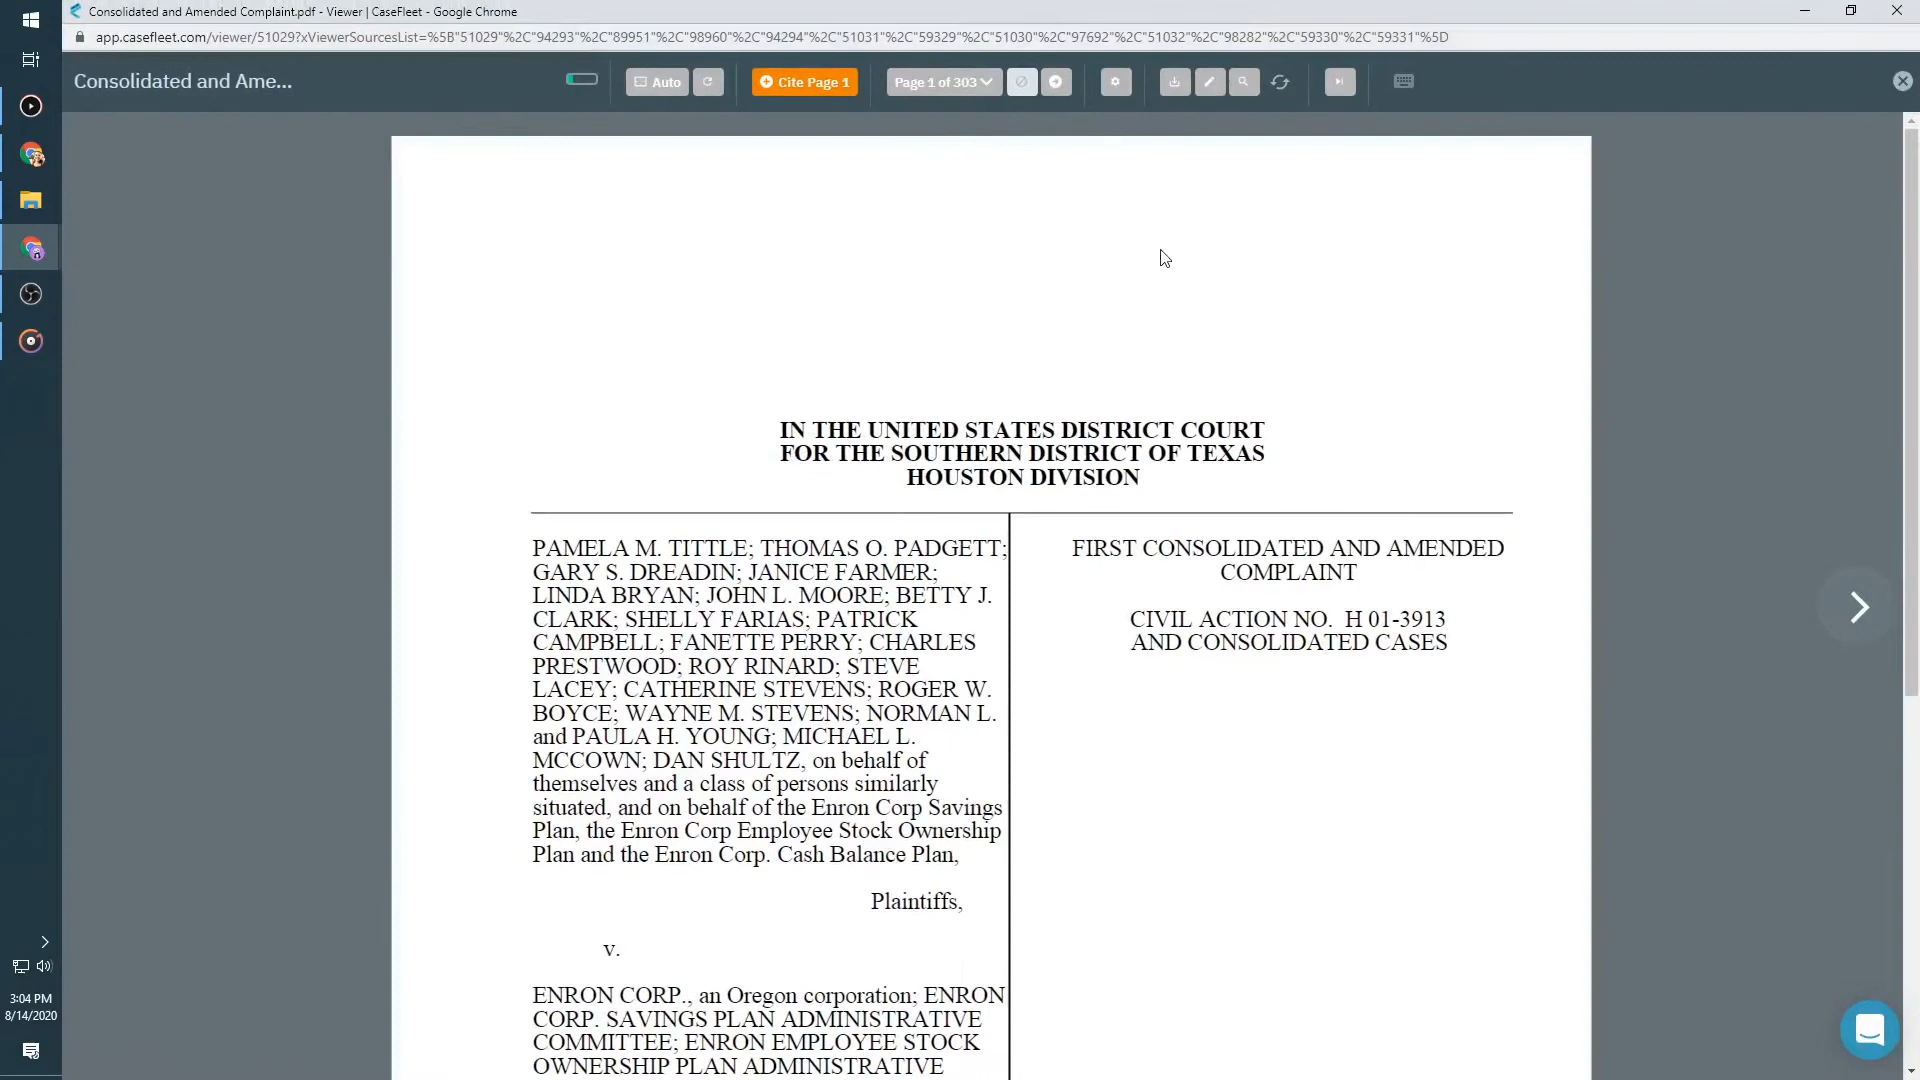 Consolidated and Amended Complaint.pdf - Viewer | CaseFleet - Google Chrome
app.casefleet.com/viewer/51029?xViewerSourcesList=%5B"51029"%2C"94293"%2C"89951"%2C"98960"%2C"94294"%2C"51031"%2C"59329"%2C"51030"%2C"97692"%2C"51032"%2C"98282"%2C"59330"%2C"59331"%5D
Consolidated and Ame...
Auto
Cite Page 1
Page 1 of 303
IN THE UNITED STATES DISTRICT COURT
FOR THE SOUTHERN DISTRICT OF TEXAS
HOUSTON DIVISION
PAMELA M. TITTLE; THOMAS O. PADGETT;
GARY S. DREADIN; JANICE FARMER;
LINDA BRYAN; JOHN L. MOORE; BETTY J.
CLARK; SHELLY FARIAS; PATRICK
CAMPBELL; FANETTE PERRY; CHARLES
PRESTWOOD; ROY RINARD; STEVE
LACEY; CATHERINE STEVENS; ROGER W.
BOYCE; WAYNE M. STEVENS; NORMAN L.
and PAULA H. YOUNG; MICHAEL L.
MCCOWN; DAN SHULTZ, on behalf of
themselves and a class of persons similarly
situated, and on behalf of the Enron Corp Savings
Plan, the Enron Corp Employee Stock Ownership
Plan and the Enron Corp. Cash Balance Plan,
Plaintiffs,
v.
ENRON CORP., an Oregon corporation; ENRON
CORP. SAVINGS PLAN ADMINISTRATIVE
COMMITTEE; ENRON EMPLOYEE STOCK
OWNERSHIP PLAN ADMINISTRATIVE
FIRST CONSOLIDATED AND AMENDED
COMPLAINT
CIVIL ACTION NO. H 01-3913
AND CONSOLIDATED CASES
3:04 PM
8/14/2020